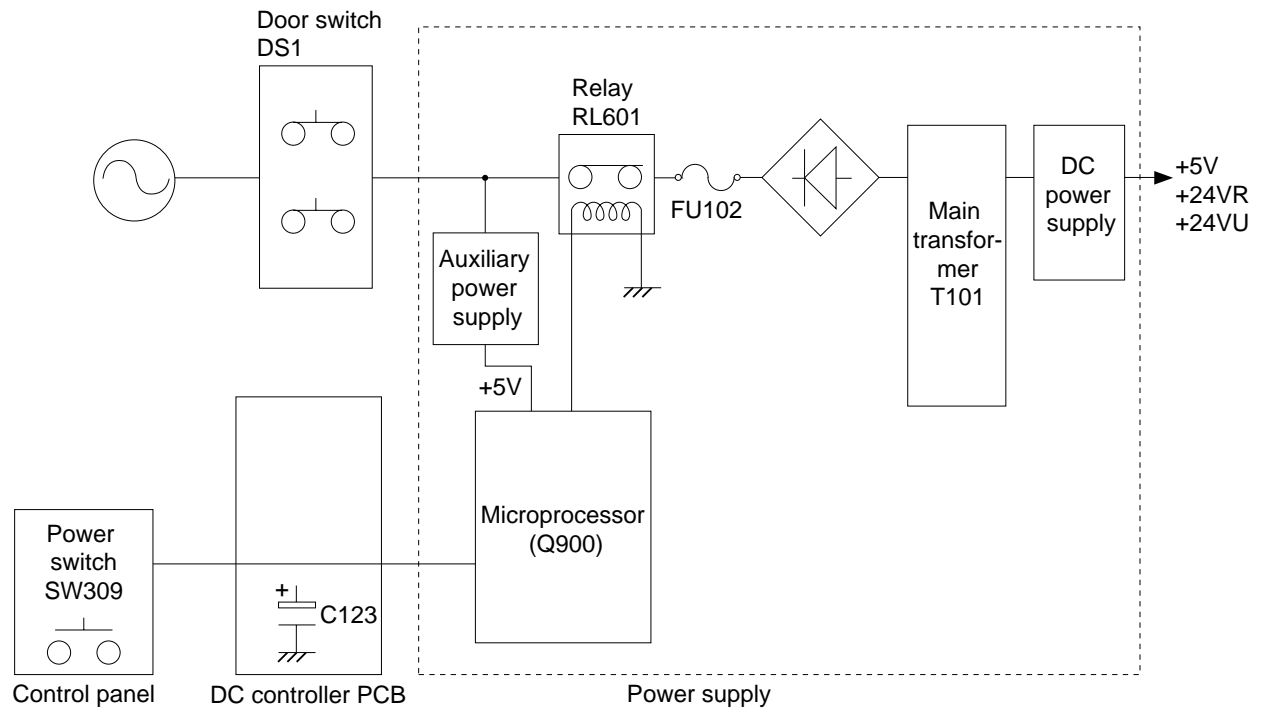 Door switch
DS1
Relay
RL601
FU102
Main
transfor-
mer
T101
DC
power
supply
+5V
+24VR
+24VU
Auxiliary
power
supply
+5V
Microprocessor
(Q900)
Power
switch
SW309
+
C123
Control panel
DC controller PCB
Power supply